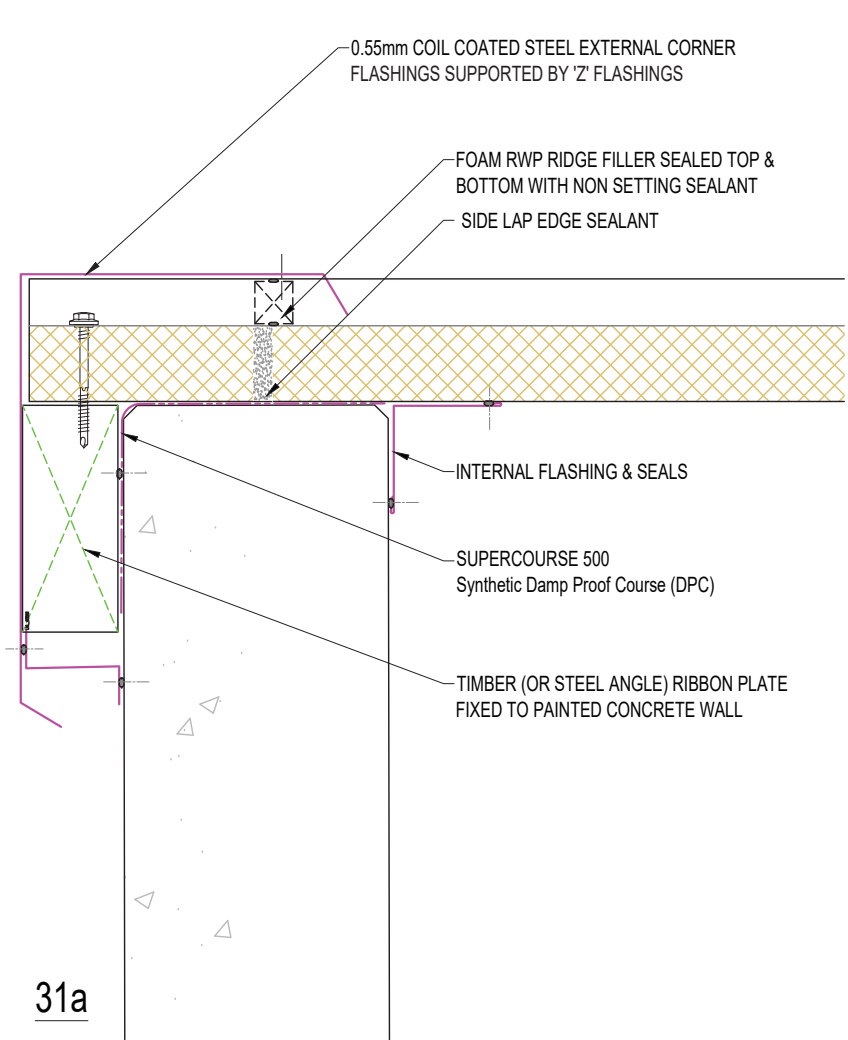 0.55mm COIL COATED STEEL EXTERNAL CORNER
FLASHINGS SUPPORTED BY 'Z' FLASHINGS
FOAM RWP RIDGE FILLER SEALED TOP &
BOTTOM WITH NON SETTING SEALANT
SIDE LAP EDGE SEALANT
INTERNAL FLASHING & SEALS
SUPERCOURSE 500
Synthetic Damp Proof Course (DPC)
TIMBER (OR STEEL ANGLE) RIBBON PLATE
FIXED TO PAINTED CONCRETE WALL
31a